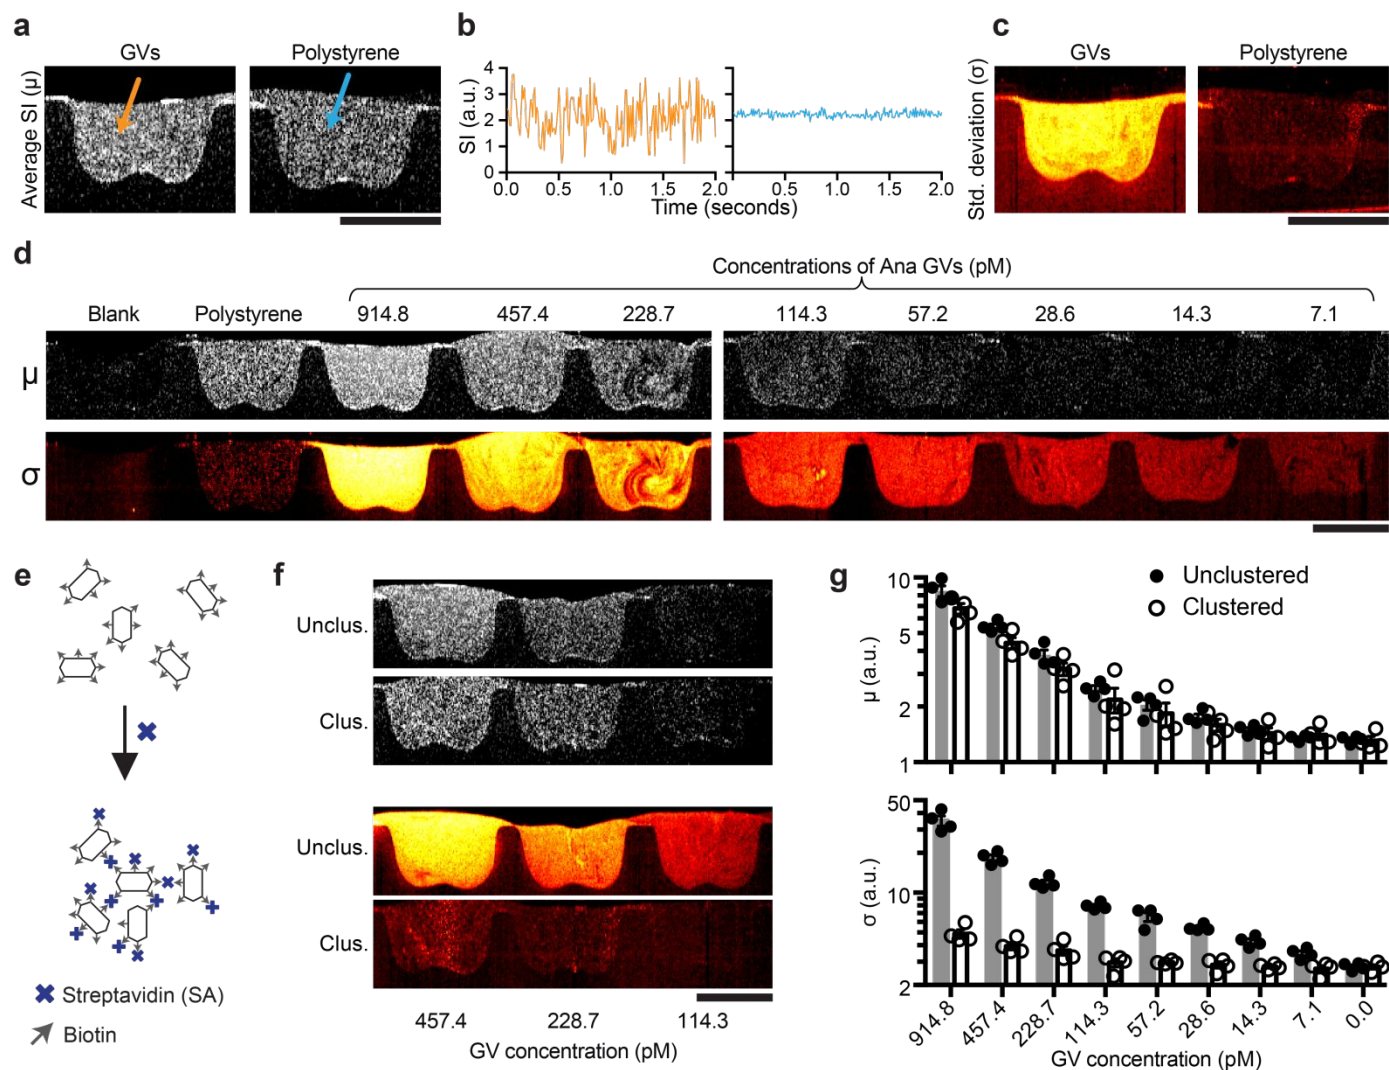 a
GVs
Polystyrene
Average SI (µ)
b
SI (a.u.)
4
3
2
1
0
0.0
0.5
1.0
1.5
2.0
0.5
1.0
1.5
2.0
Time (seconds)
c
GVs
Polystyrene
Std. deviation (σ)
d
Concentrations of Ana GVs (pM)
Blank
Polystyrene
914.8
457.4
228.7
114.3
57.2
28.6
14.3
7.1
µ
σ
e
Streptavidin (SA)
Biotin
f
Unclus.
Clus.
Unclus.
Clus.
457.4
228.7
114.3
GV concentration (pM)
g
Unclustered
Clustered
µ (a.u.)
10
5
2
1
σ (a.u.)
50
10
2
914.8
457.4
228.7
114.3
57.2
28.6
14.3
7.1
0.0
GV concentration (pM)